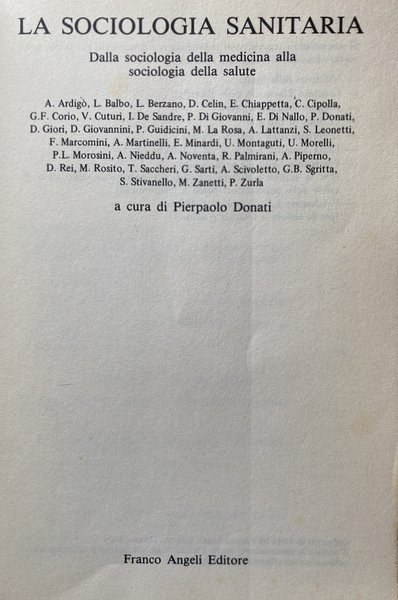 LA SOCIOLOGIA SANITARIA
Dalla sociologia della medicina alla
sociologia della salute
A. Ardigò, L. Balbo, L. Berzano, D. Celin, E. Chiappetta, C. Cipolla,
G.F. Corio, V. Cuturi, I. De Sandre, P. Di Giovanni, E. Di Nallo, P. Donati,
D. Giori, D. Giovannini, P. Guidicini, M. La Rosa, A. Lattanzi, S. Leonetti,
F. Marcomini, A. Martinelli, E. Minardi, U. Montaguti, U. Morelli,
P.L. Morosini, A. Nieddu, A. Noventa, R. Palmirani, A. Piperno,
D. Rei, M. Rosito, T. Saccheri, G. Sarti, A. Scivoletto, G.B. Sgritta,
S. Stivanello, M. Zanetti, P. Zurla
a cura di Pierpaolo Donati
Franco Angeli Editore